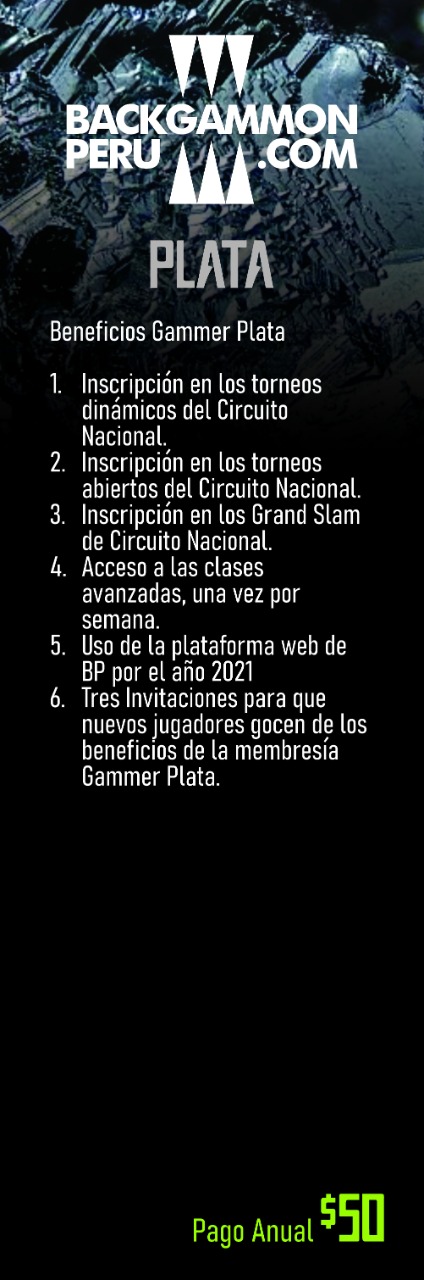 BACKGAMMON
PERU .COM
PLATA
Beneficios Gammer Plata
1. Inscripción en los torneos
dinámicos del Circuito
Nacional.
2. Inscripción en los torneos
abiertos del Circuito Nacional.
3. Inscripción en los Grand Slam
de Circuito Nacional.
4. Acceso a las clases
avanzadas, una vez por
semana.
5. Uso de la plataforma web de
BP por el año 2021
6. Tres Invitaciones para que
nuevos jugadores gocen de los
beneficios de la membresía
Gammer Plata.
Pago Anual $50